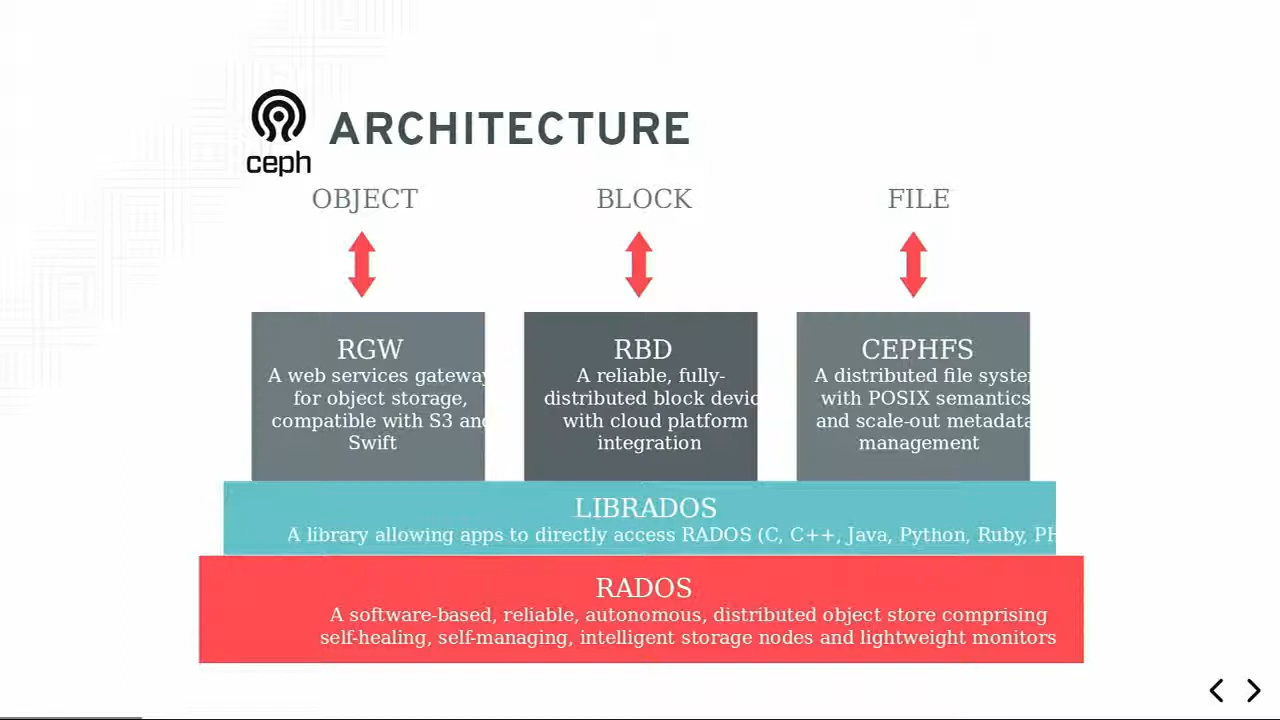 ceph
ARCHITECTURE
OBJECT
BLOCK
FILE
RGW
A web services gateway
for object storage,
compatible with S3 and
Swift
RBD
A reliable, fully-
distributed block devic
with cloud platform
integration
CEPHFS
A distributed file system
with POSIX semantics
and scale-out metadata
management
LIBRADOS
A library allowing apps to directly access RADOS (C, C++, Java, Python, Ruby, PH
RADOS
A software-based, reliable, autonomous, distributed object store comprising
self-healing, self-managing, intelligent storage nodes and lightweight monitors